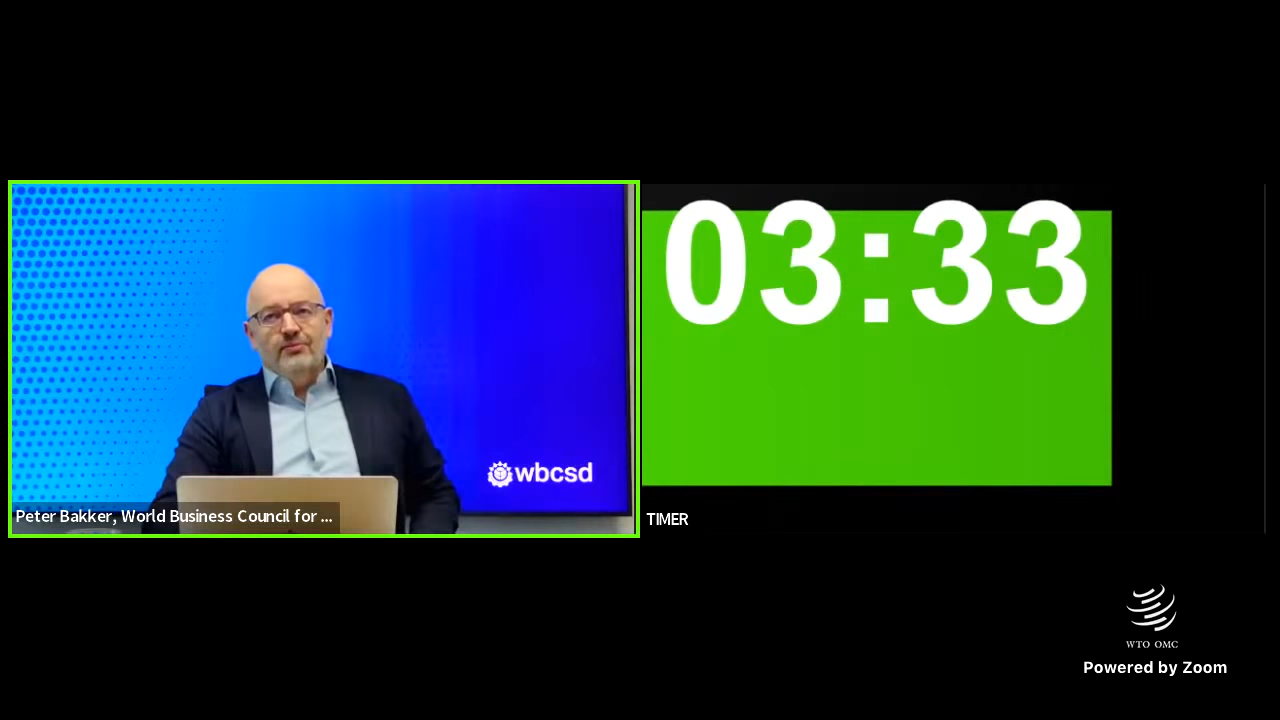 03:33
wbcsd
Peter Bakker, World Business Council for ...
TIMER
WTO OMC
Powered by Zoom